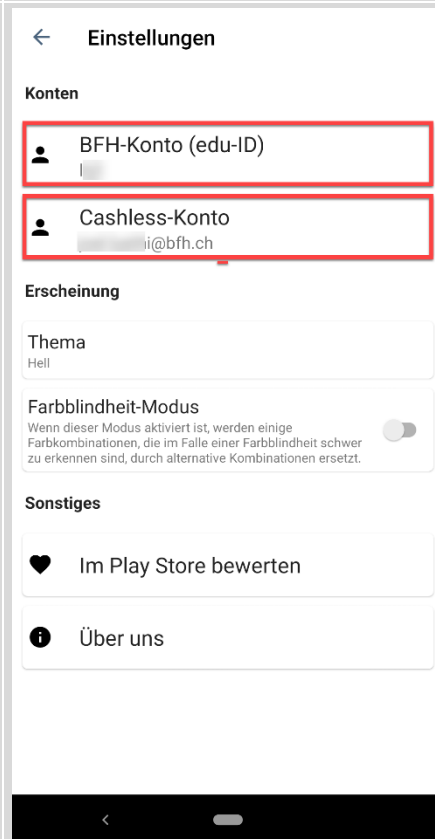 Einstellungen
Konten
BFH-Konto (edu-ID)
Cashless-Konto
i@bfh.ch
Erscheinung
Thema
Hell
Farbblindheit-Modus
Wenn dieser Modus aktiviert ist, werden einige
Farbkombinationen, die im Falle einer Farbblindheit schwer
zu erkennen sind, durch alternative Kombinationen ersetzt.
Sonstiges
Im Play Store bewerten
Über uns